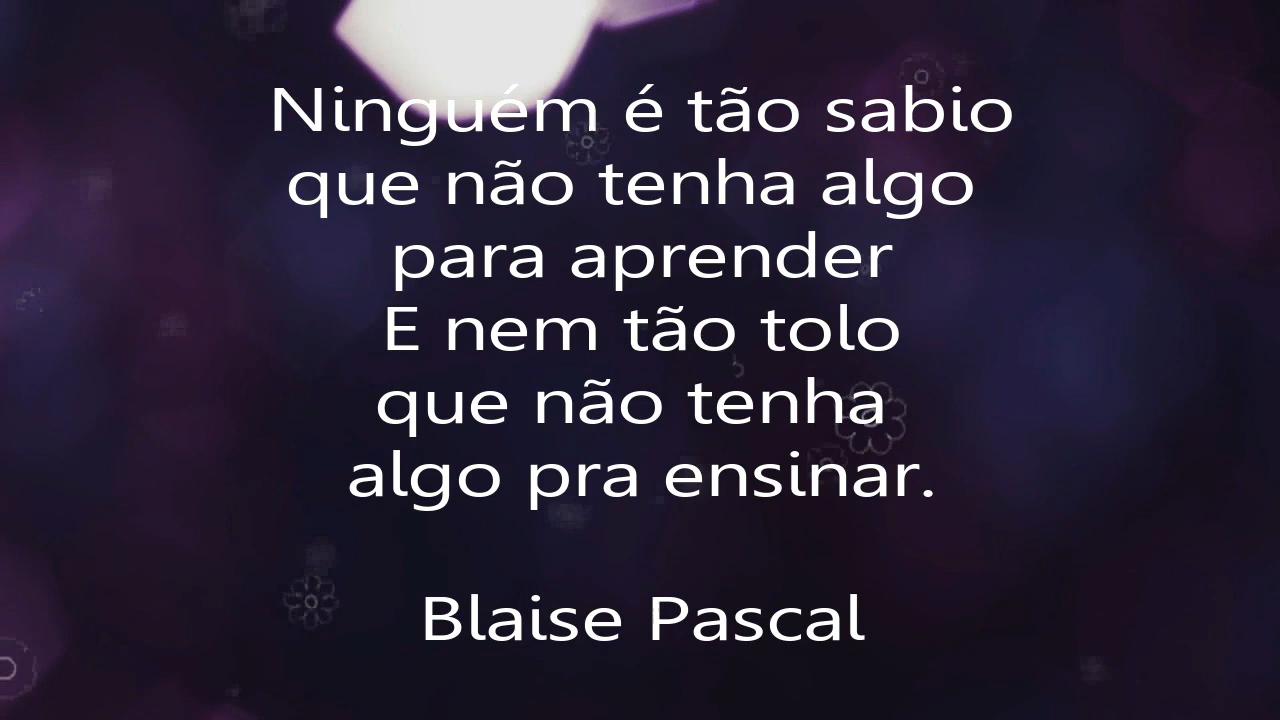 Ninguém é tão sabio
que não tenha algo
para aprender
E nem tão tolo
que não tenha
algo pra ensinar.
Blaise Pascal